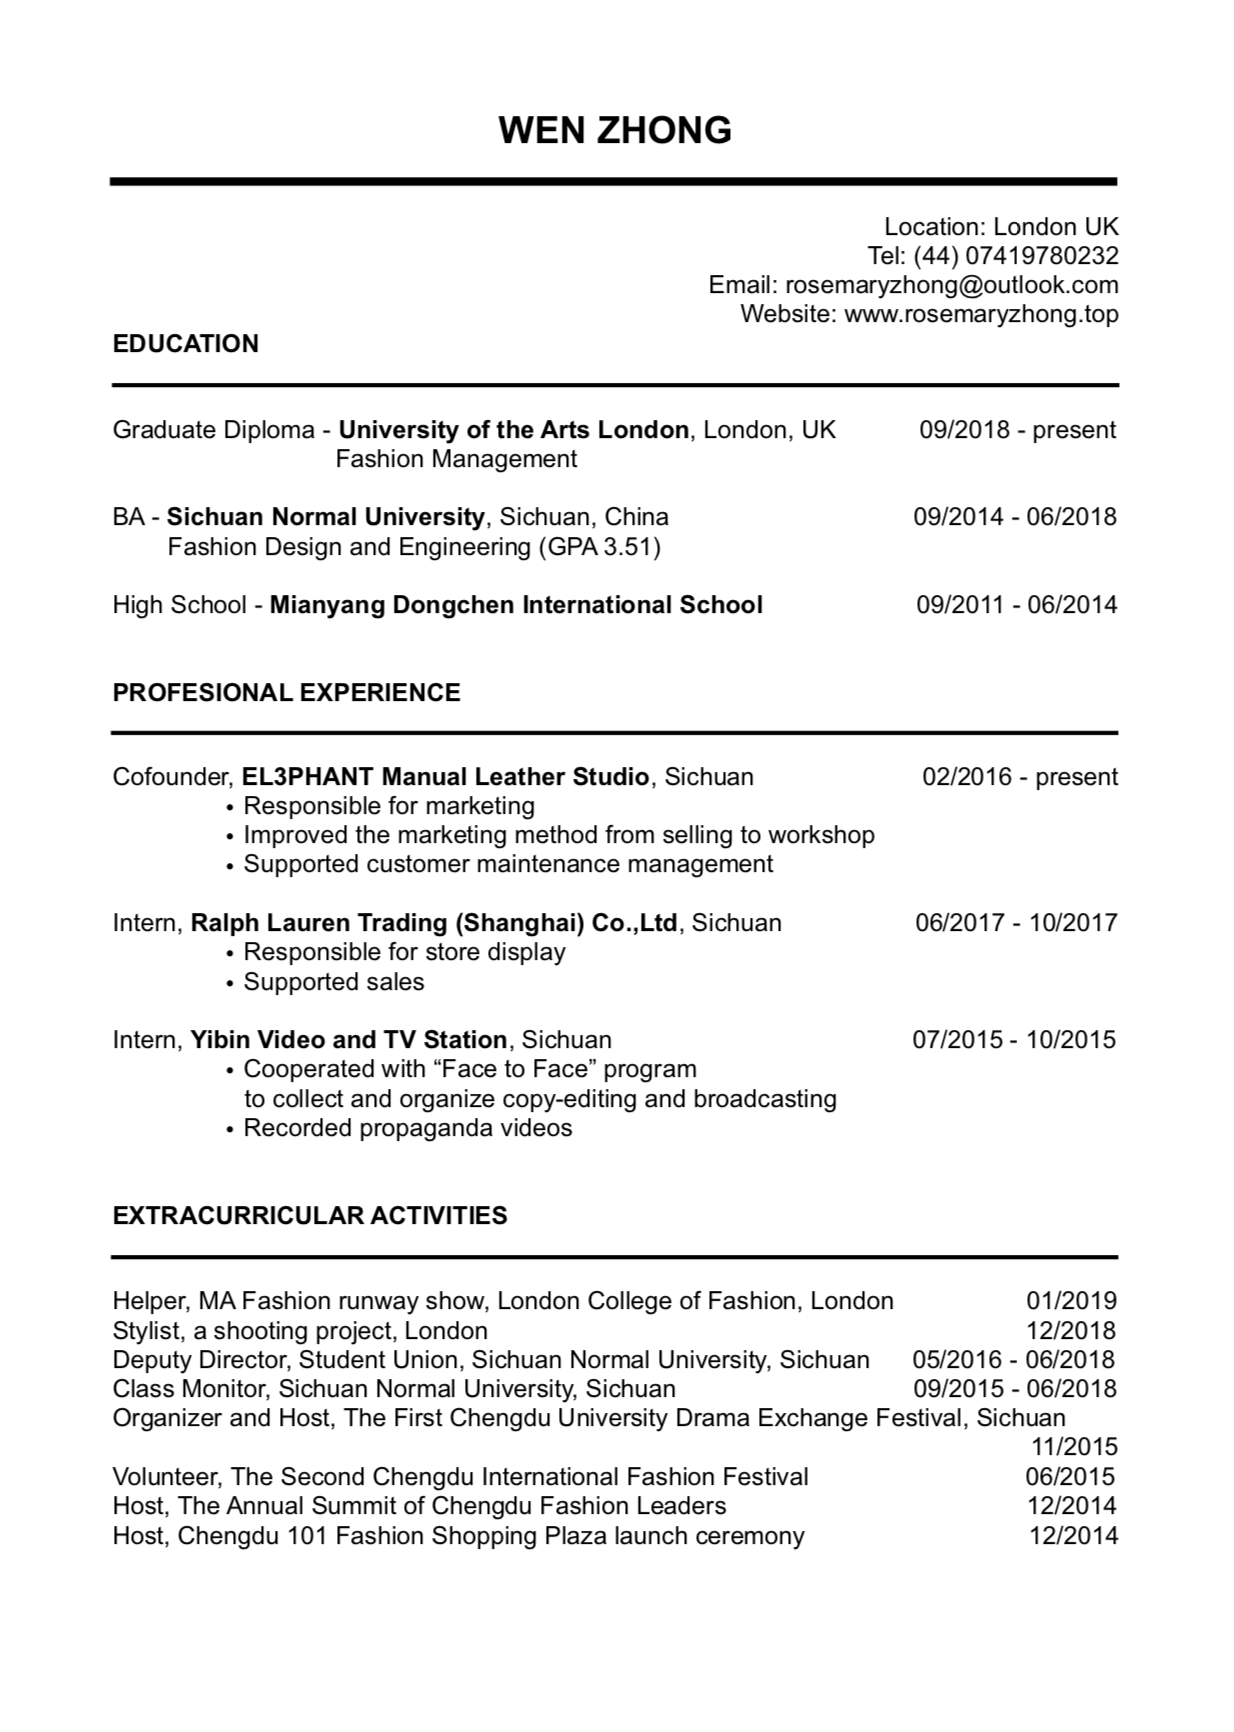 WEN ZHONG
Location: London UK
Tel: (44) 07419780232
Email: rosemaryzhong@outlook.com
Website: www.rosemaryzhong.top
EDUCATION
Graduate Diploma - University of the Arts London, London, UK 09/2018 - present
Fashion Management
BA - Sichuan Normal University, Sichuan, China 09/2014 - 06/2018
Fashion Design and Engineering (GPA 3.51)
High School - Mianyang Dongchen International School 09/2011 - 06/2014
PROFESIONAL EXPERIENCE
Cofounder, EL3PHANT Manual Leather Studio, Sichuan 02/2016 - present
• Responsible for marketing
• Improved the marketing method from selling to workshop
• Supported customer maintenance management
Intern, Ralph Lauren Trading (Shanghai) Co.,Ltd, Sichuan 06/2017 - 10/2017
• Responsible for store display
• Supported sales
Intern, Yibin Video and TV Station, Sichuan 07/2015 - 10/2015
• Cooperated with “Face to Face” program
to collect and organize copy-editing and broadcasting
• Recorded propaganda videos
EXTRACURRICULAR ACTIVITIES
Helper, MA Fashion runway show, London College of Fashion, London 01/2019
Stylist, a shooting project, London 12/2018
Deputy Director, Student Union, Sichuan Normal University, Sichuan 05/2016 - 06/2018
Class Monitor, Sichuan Normal University, Sichuan 09/2015 - 06/2018
Organizer and Host, The First Chengdu University Drama Exchange Festival, Sichuan
11/2015
Volunteer, The Second Chengdu International Fashion Festival 06/2015
Host, The Annual Summit of Chengdu Fashion Leaders 12/2014
Host, Chengdu 101 Fashion Shopping Plaza launch ceremony 12/2014